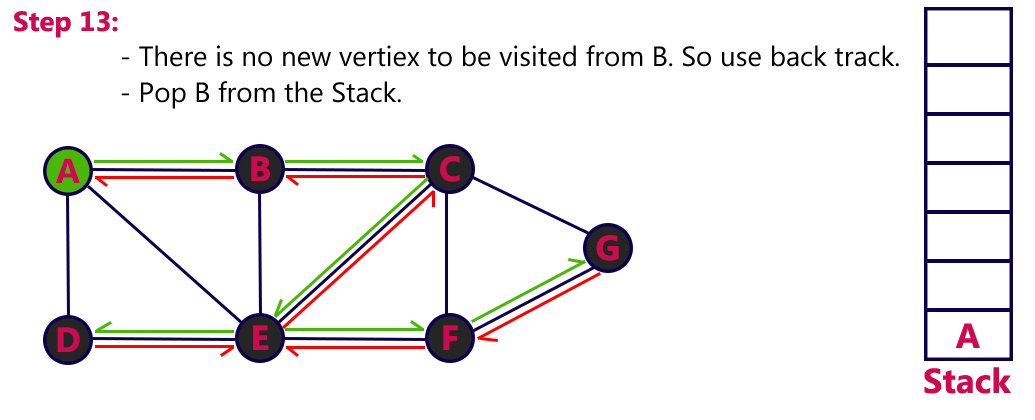 Step 13:
- There is no new vertiex to be visited from B. So use back track.
- Pop B from the Stack.
A B C
G
D E F
A
Stack